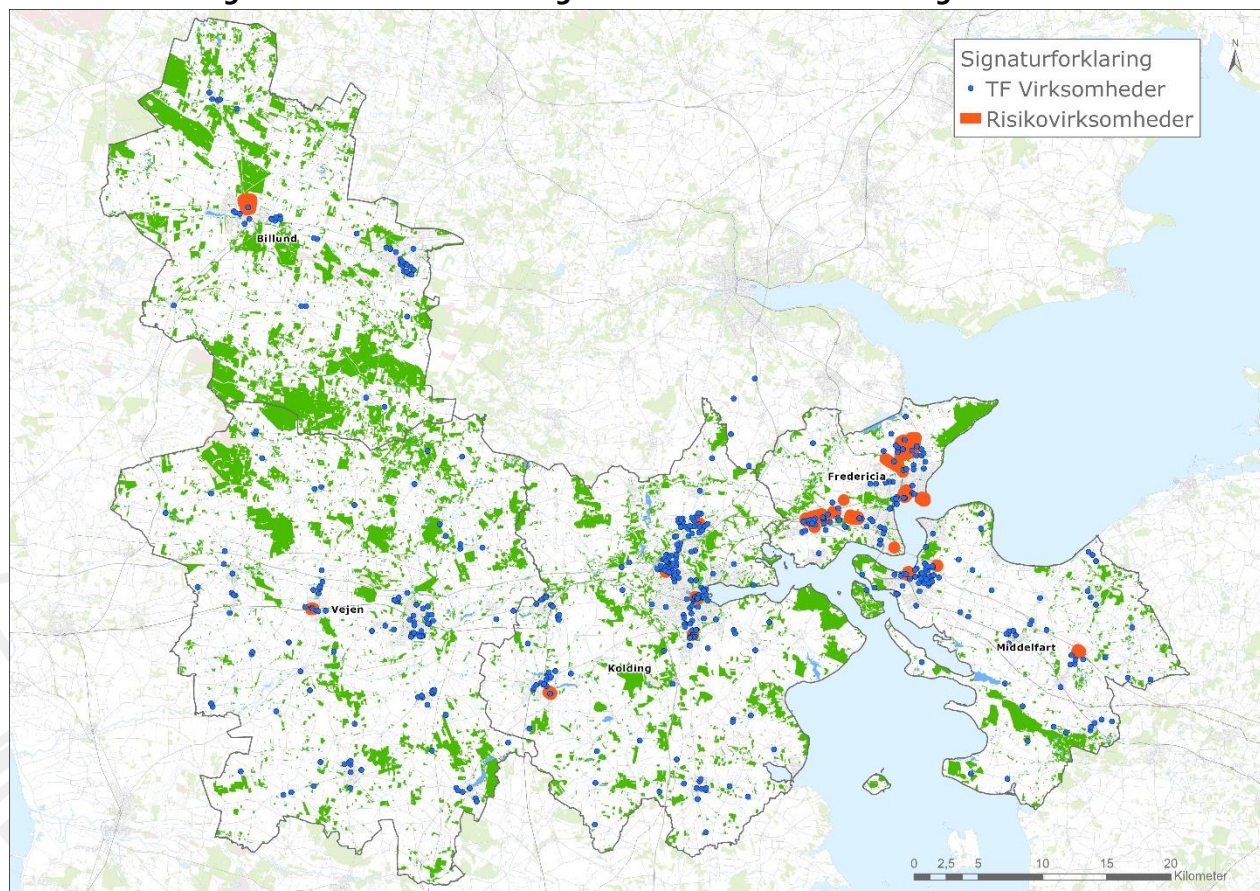 Signaturforklaring
TF Virksomheder
Risikovirksomheder
N
Billund
Fredericia
Vejen
Kolding
Middelfart
0 2,5 5 10 15 20
Kilometer